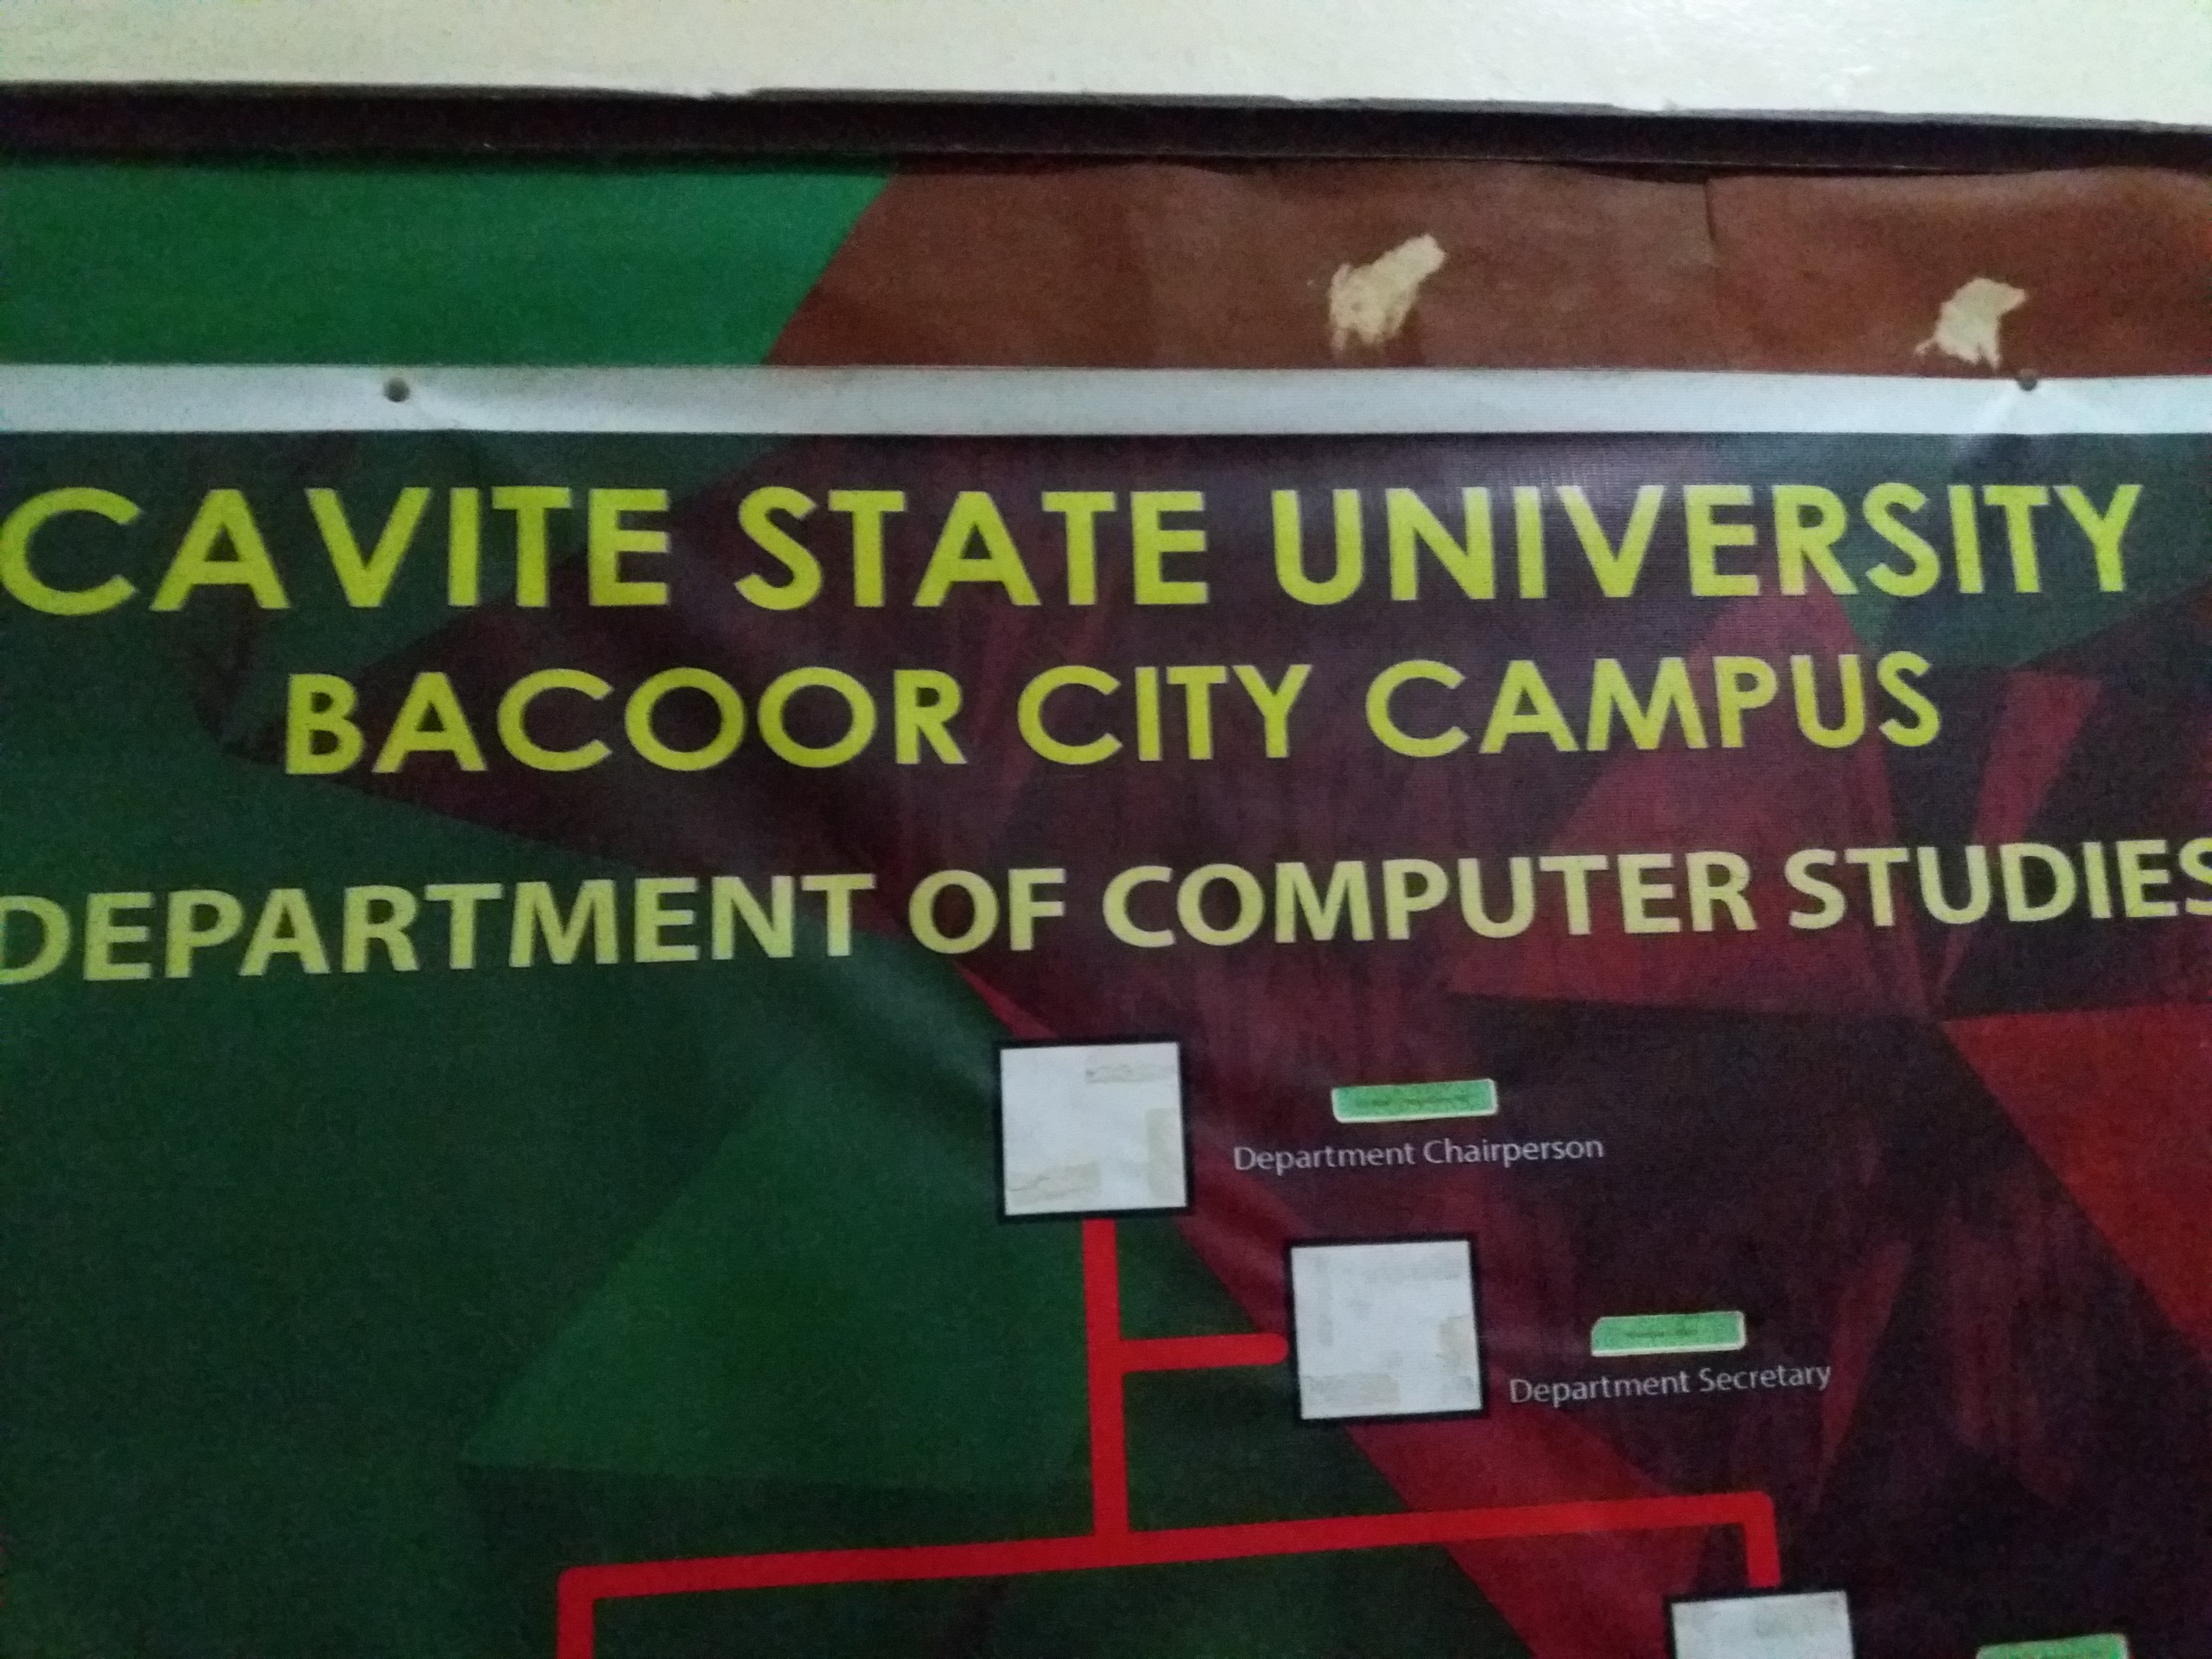 CAVITE STATE UNIVERSITY
BACOOR CITY CAMPUS
DEPARTMENT OF COMPUTER STUDIES
Department Chairperson
Department Secretary